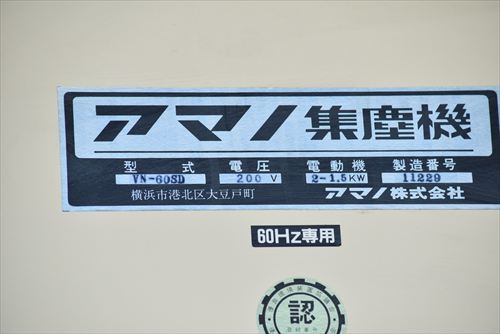 アマノ集塵機
型式 電圧 電動機 製造番号
VN-60SD 200V 2-1.5KW 11229
横浜市港北区大豆戸町 アマノ株式会社
60Hz専用
認